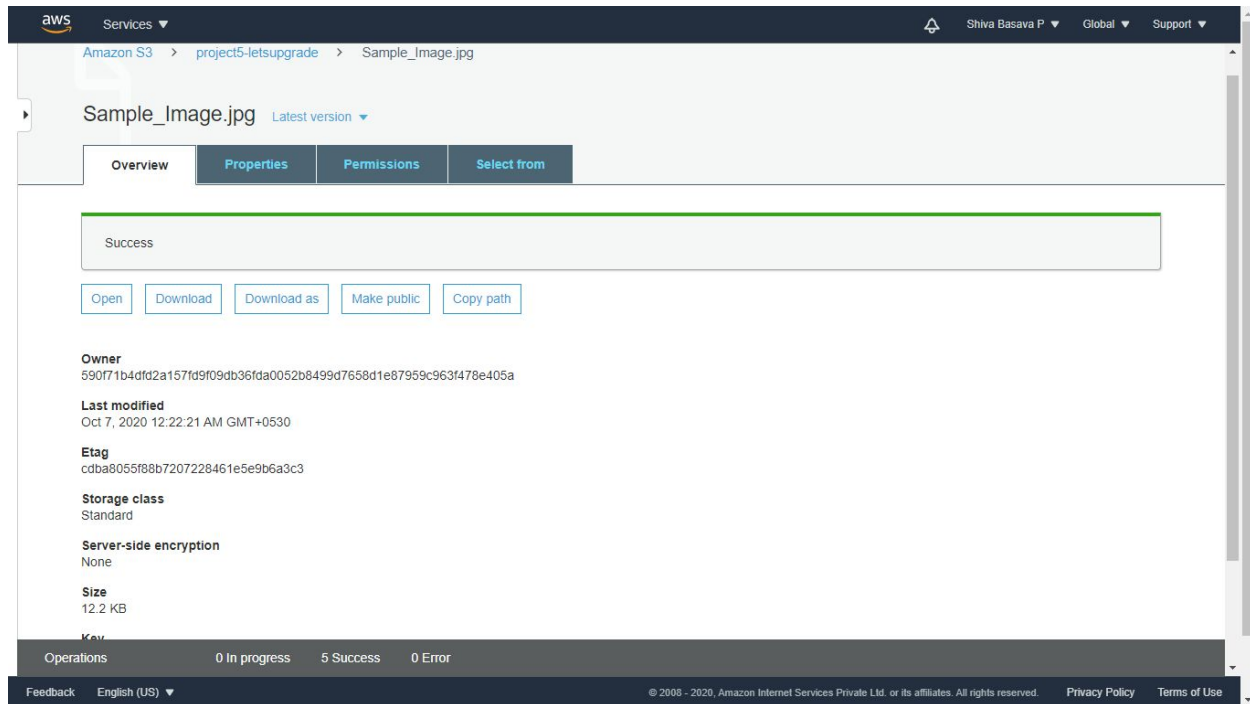 aws Services ▼ Shiva Basava P ▼ Global ▼ Support ▼
Amazon S3 > project5-letsupgrade > Sample_Image.jpg
Sample_Image.jpg Latest version ▼
Overview Properties Permissions Select from
Success
Open Download Download as Make public Copy path
Owner
590f71b4dfd2a157fd9f09db36fda0052b8499d7658d1e87959c963f478e405a
Last modified
Oct 7, 2020 12:22:21 AM GMT+0530
Etag
cdba8055f88b7207228461e5e9b6a3c3
Storage class
Standard
Server-side encryption
None
Size
12.2 KB
Key
Operations 0 In progress 5 Success 0 Error
Feedback English (US) ▼ © 2008 - 2020, Amazon Internet Services Private Ltd. or its affiliates. All rights reserved. Privacy Policy Terms of Use